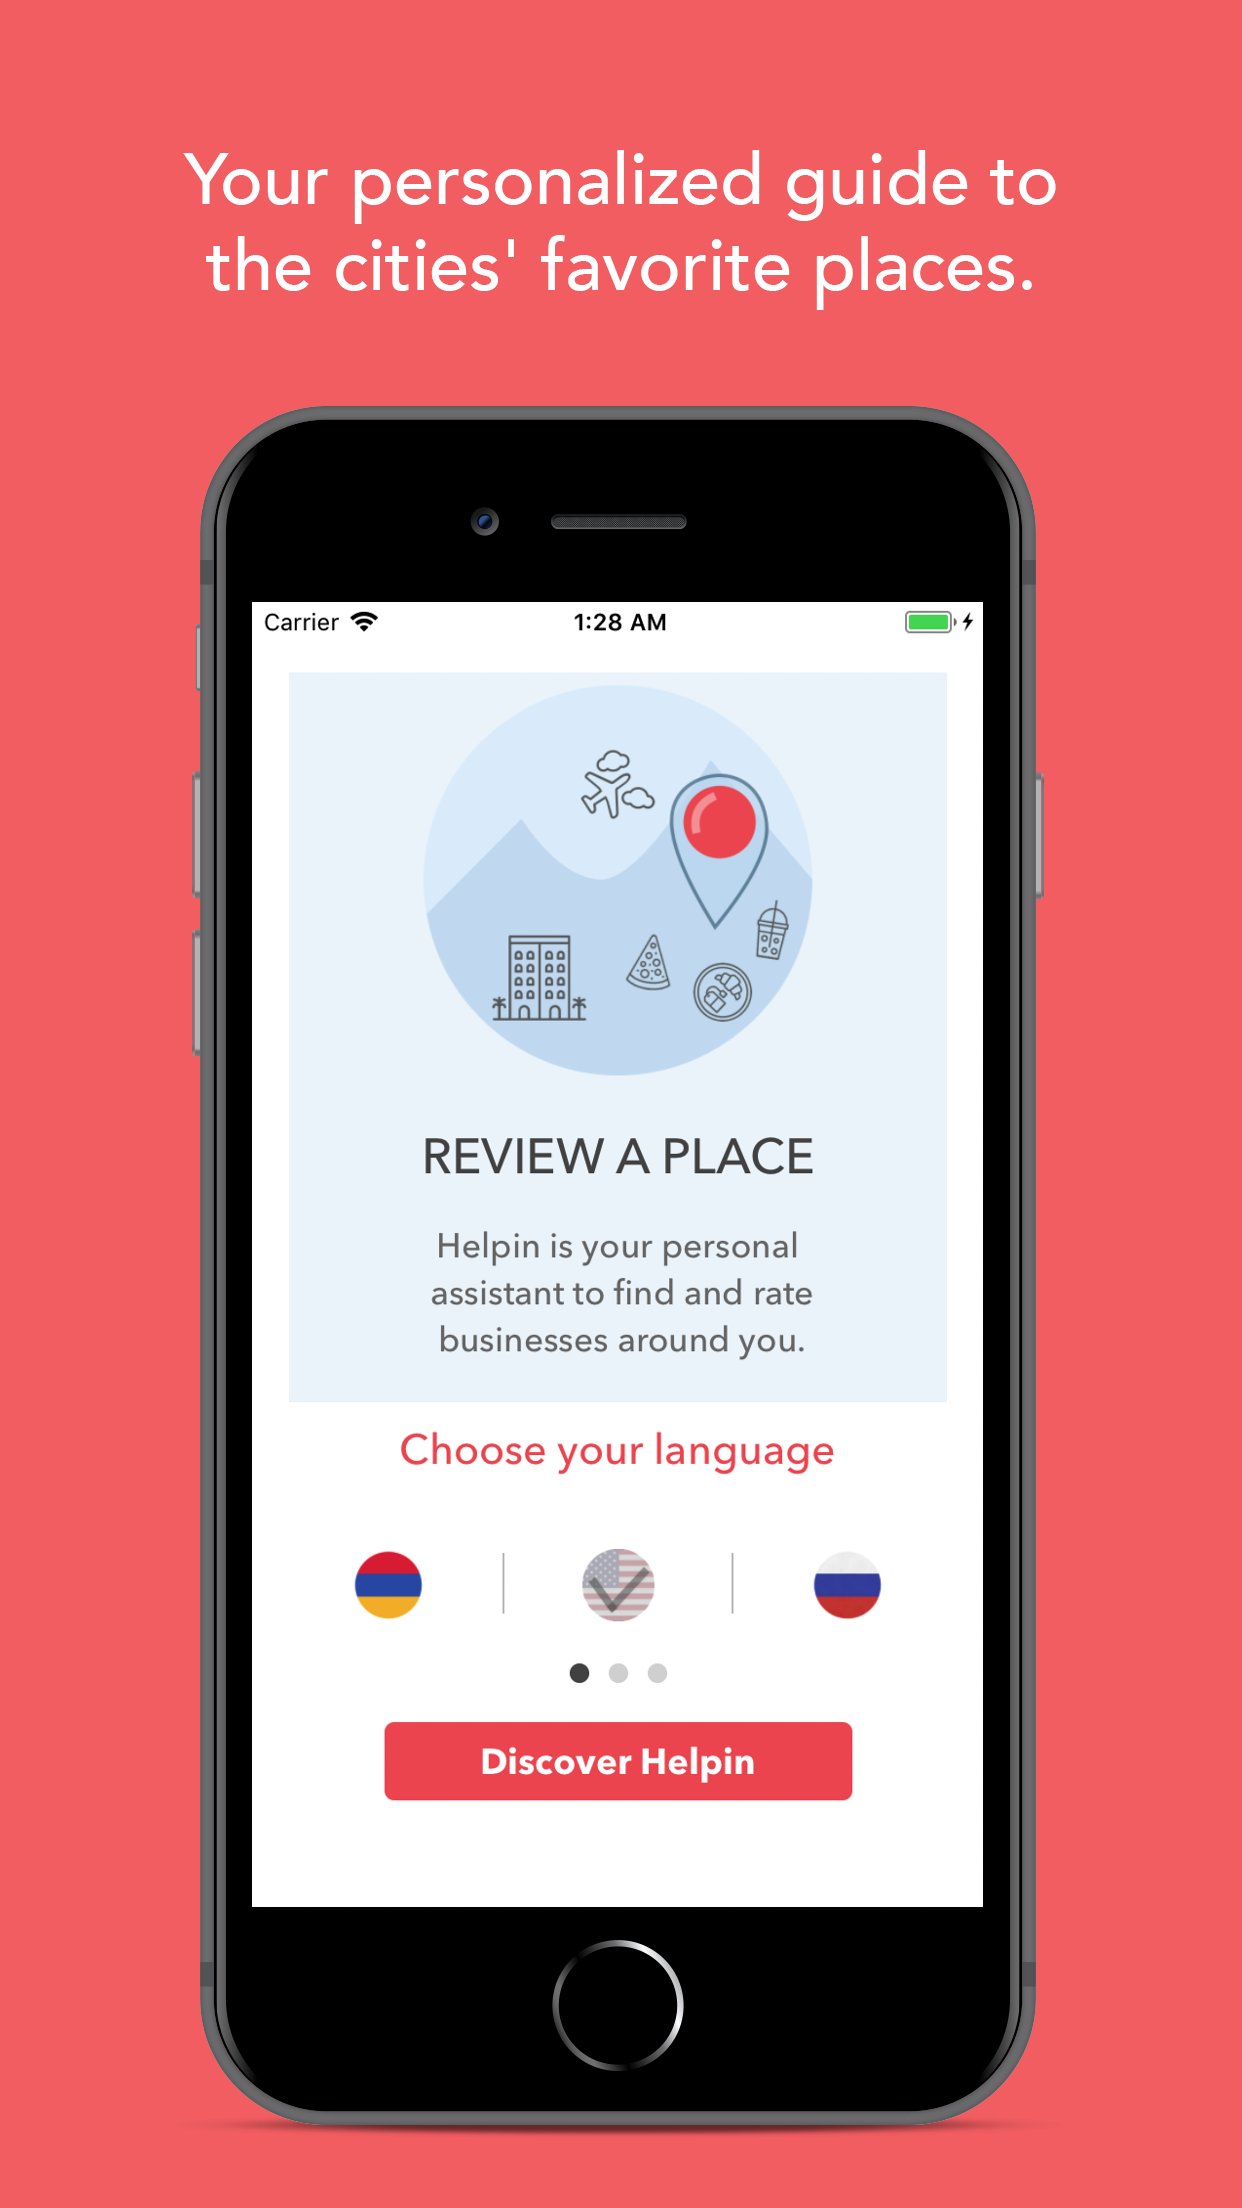 Your personalized guide to
the cities' favorite places.
Carrier 1:28 AM
REVIEW A PLACE
Helpin is your personal
assistant to find and rate
businesses around you.
Choose your language
Discover Helpin